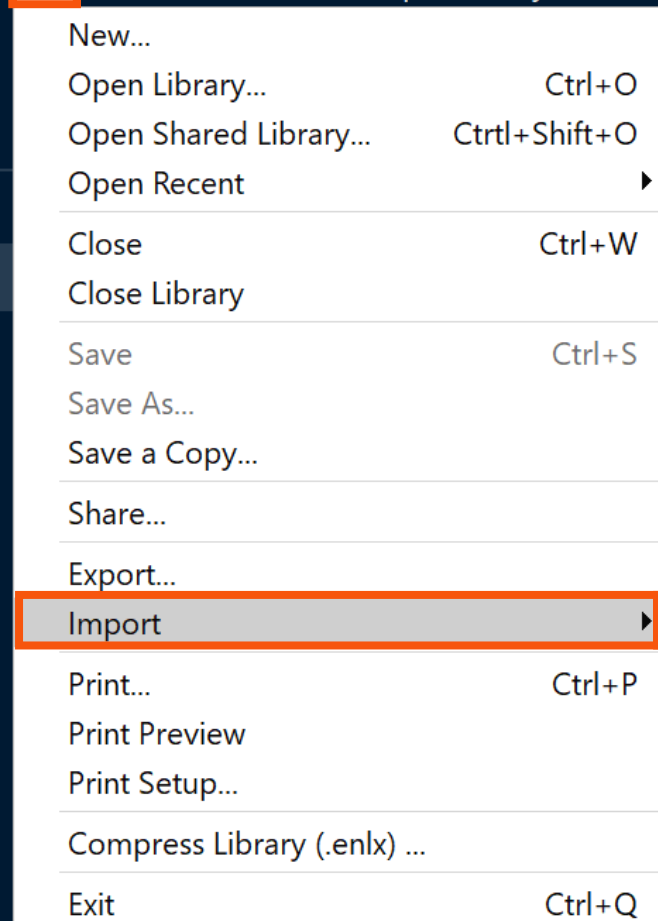 New...
Open Library... Ctrl+O
Open Shared Library... Ctrtl+Shift+O
Open Recent
Close Ctrl+W
Close Library
Save Ctrl+S
Save As...
Save a Copy...
Share...
Export...
Import
Print... Ctrl+P
Print Preview
Print Setup...
Compress Library (.enlx) ...
Exit Ctrl+Q